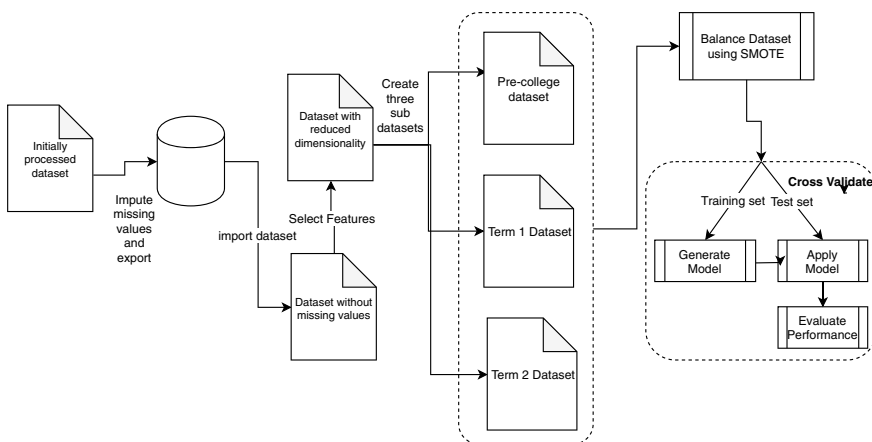 Initially
processed
dataset
Impute
missing
values and
export
import dataset
Dataset without
missing values
Select Features
Dataset with
reduced
dimensionality
Create
three
sub
datasets
Pre-college
dataset
Term 1 Dataset
Term 2 Dataset
Balance Dataset
using SMOTE
Cross Validate
Training set
Test set
Generate
Model
Apply
Model
Evaluate
Performance